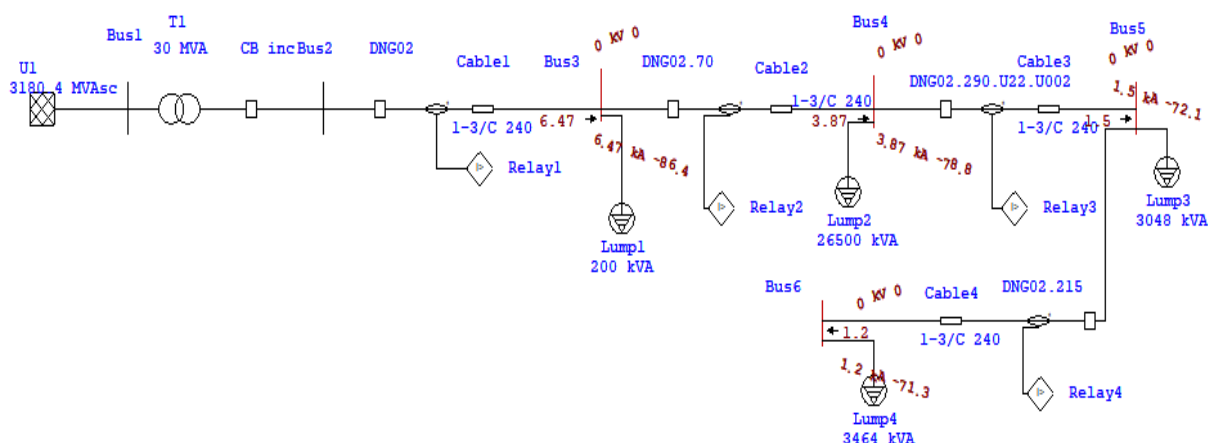 U1
3180.4 MVAsc
Bus1
T1
30 MVA
CB inc
Bus2
DNG02
Cable1
1-3/C 240
Relay1
Bus3
0 kV 0
6.47
6.47 kA -86.4
Lump1
200 kVA
DNG02.70
Relay2
Cable2
1-3/C 240
Bus4
0 kV 0
3.87
3.87 kA -78.8
Lump2
26500 kVA
DNG02.290.U22.U002
Relay3
Cable3
1-3/C 240
Bus5
0 kV 0
1.5
1.5 kA -72.1
Lump3
3048 kVA
DNG02.215
Relay4
Cable4
1-3/C 240
Bus6
0 kV 0
1.2
1.2 kA -71.3
Lump4
3464 kVA